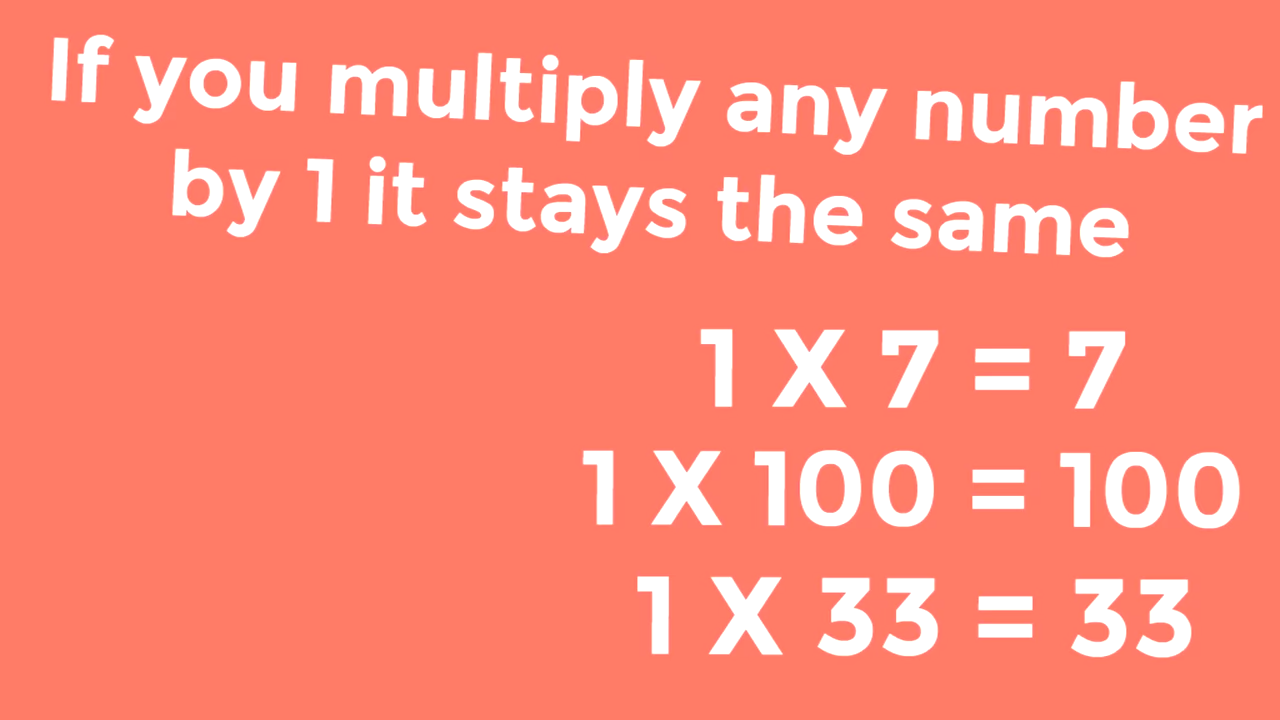 If you multiply any number
by 1 it stays the same
1 X 7 = 7
1 X 100 = 100
1 X 33 = 33